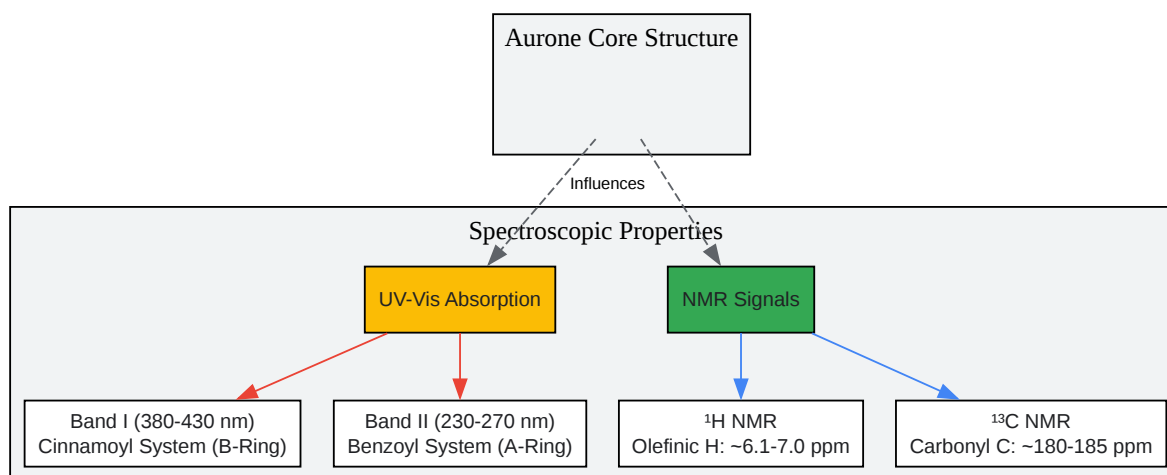 Aurone Core Structure
Influences
Spectroscopic Properties
UV-Vis Absorption
NMR Signals
Band I (380-430 nm)
Cinnamoyl System (B-Ring)
Band II (230-270 nm)
Benzoyl System (A-Ring)
¹H NMR
Olefinic H: ~6.1-7.0 ppm
¹³C NMR
Carbonyl C: ~180-185 ppm